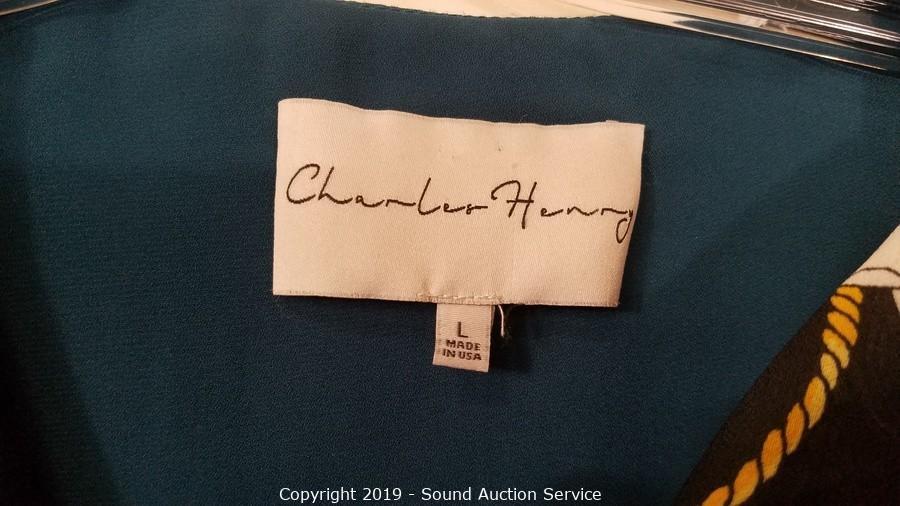 Charles Henry
L
MADE
IN USA
Copyright 2019 - Sound Auction Service